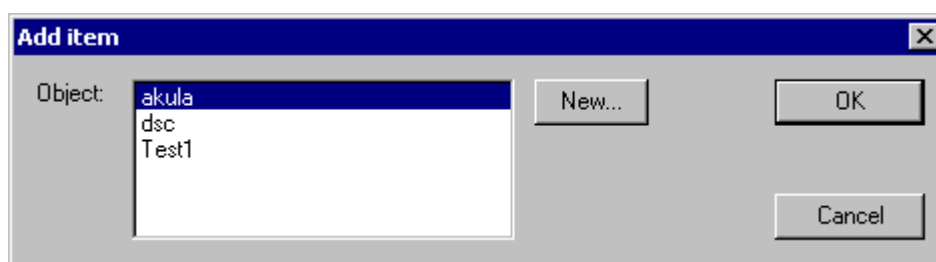 Add item
Object:
akula
New...
OK
dsc
Test1
Cancel